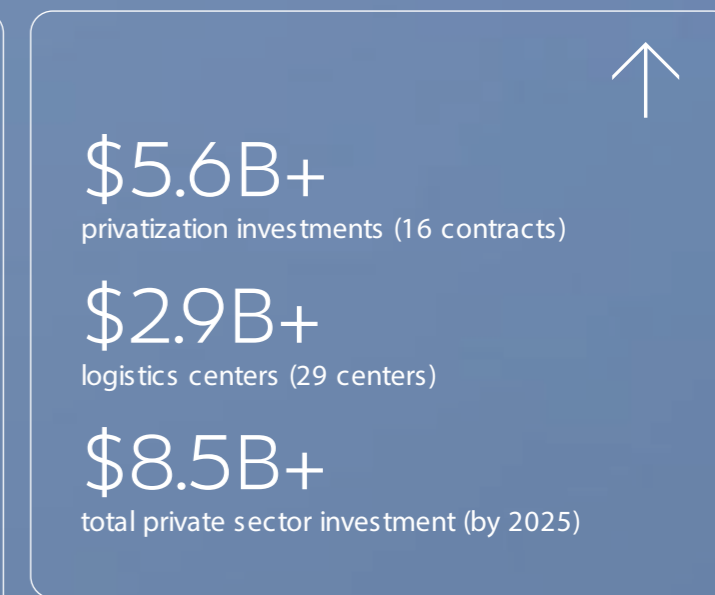 $5.6B+
privatization investments (16 contracts)
$2.9B+
logistics centers (29 centers)
$8.5B+
total private sector investment (by 2025)